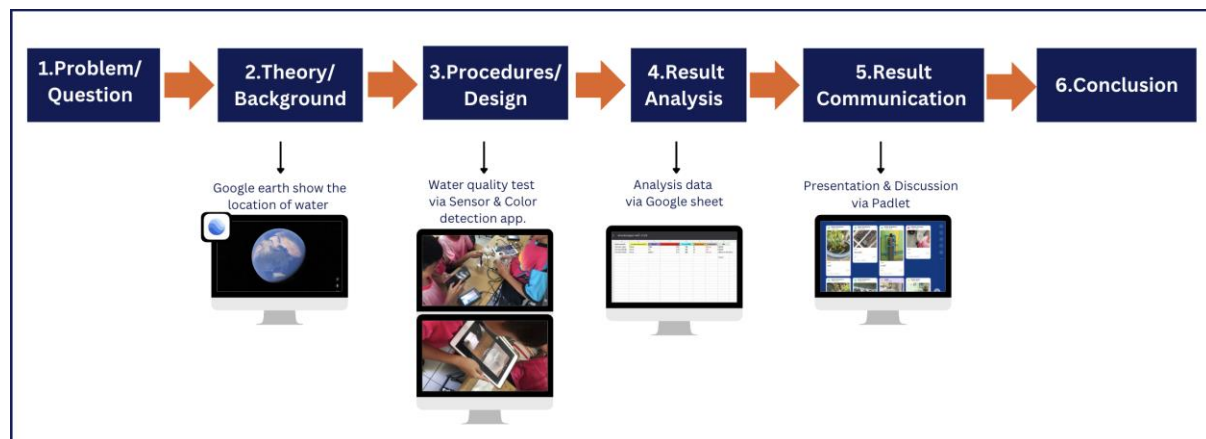 1.Problem/
Question
2.Theory/
Background
3.Procedures/
Design
4.Result
Analysis
5.Result
Communication
6.Conclusion
Google earth show the
location of water
Water quality test
via Sensor & Color
detection app.
Analysis data
via Google sheet
Presentation & Discussion
via Padlet